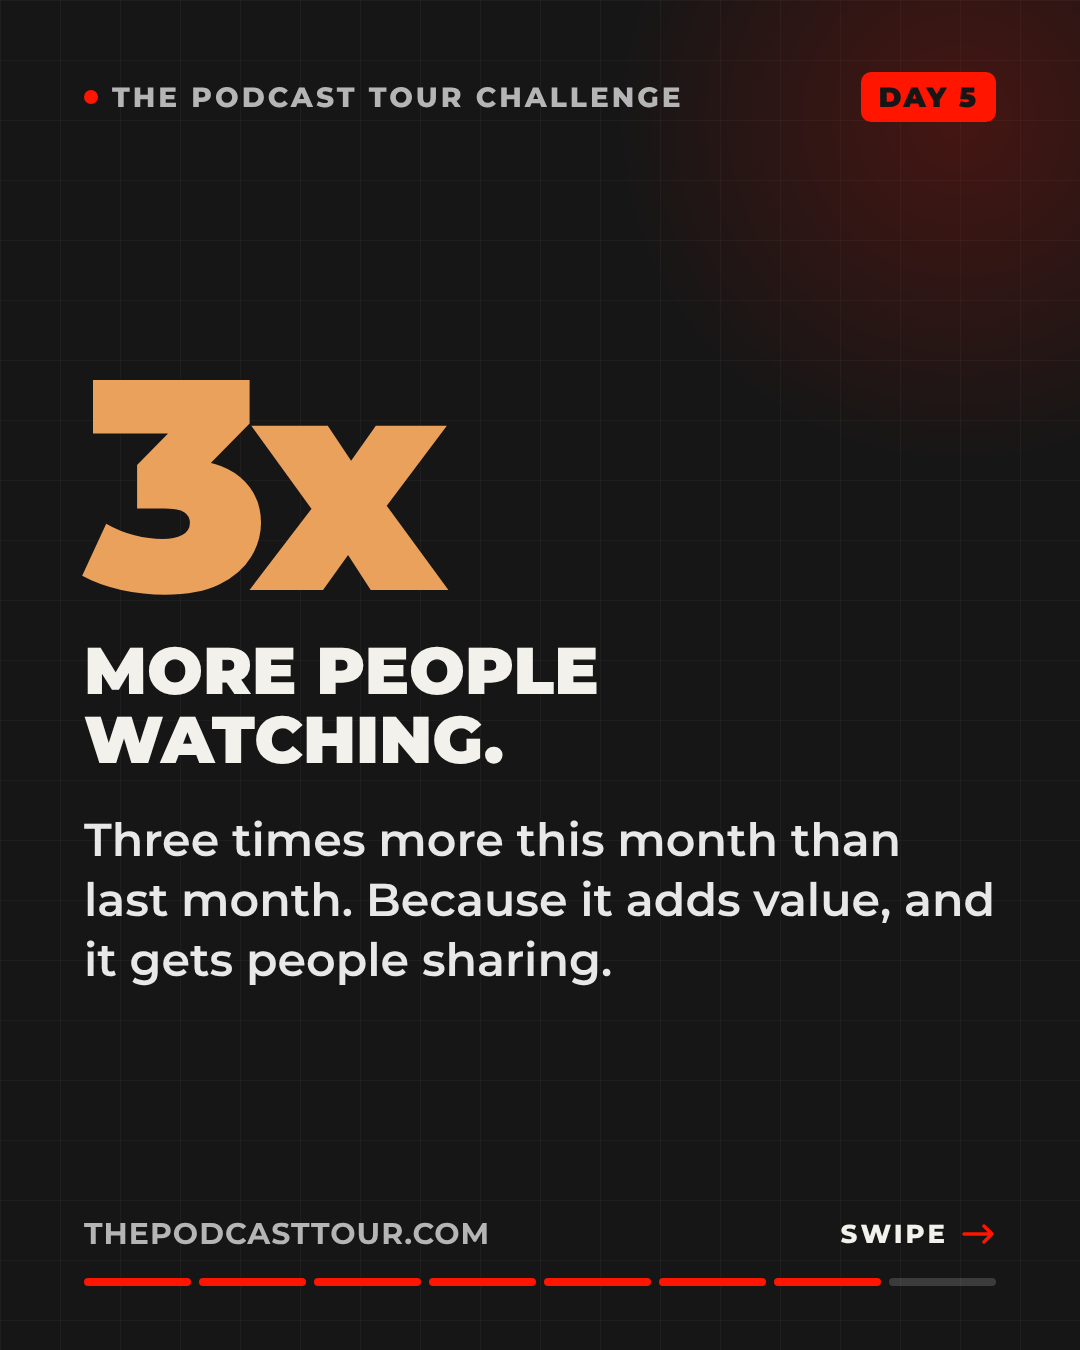 THE PODCAST TOUR CHALLENGE
DAY 5
3x
MORE PEOPLE
WATCHING.
Three times more this month than
last month. Because it adds value, and
it gets people sharing.
THEPODCASTTOUR.COM
SWIPE →